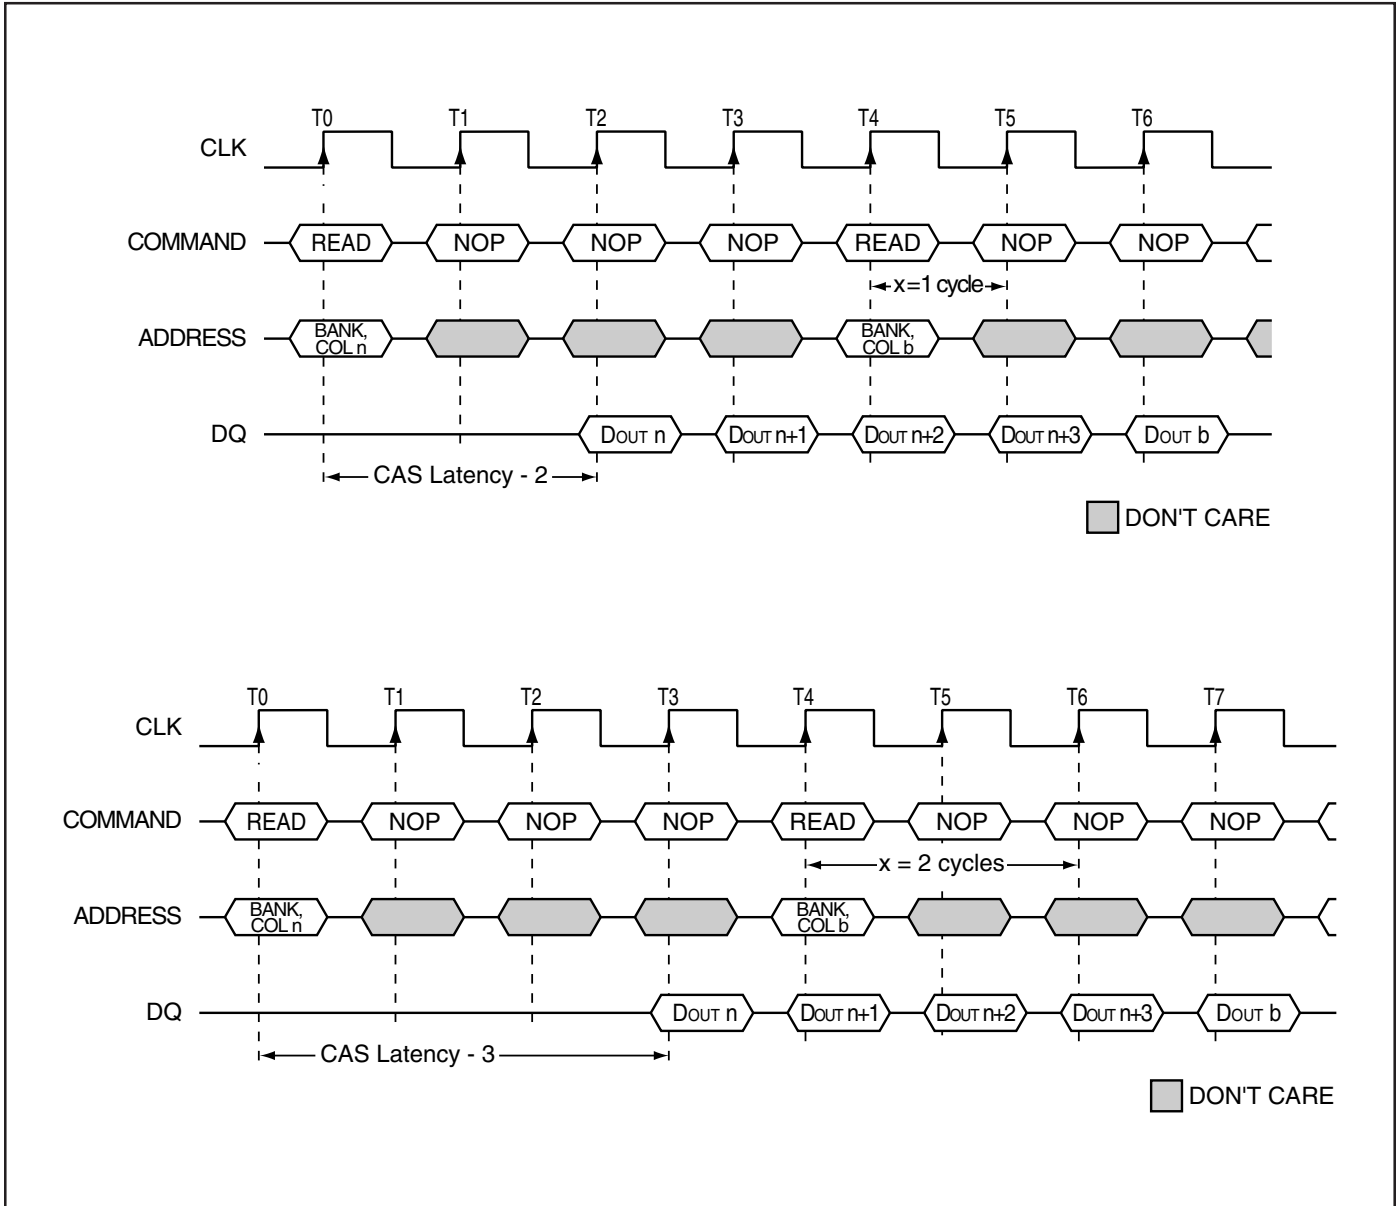 T0 T1 T2 T3 T4 T5 T6
CLK
COMMAND READ NOP NOP NOP READ NOP NOP
x=1 cycle
ADDRESS BANK, COL n BANK, COL b
DQ DOUT n DOUT n+1 DOUT n+2 DOUT n+3 DOUT b
CAS Latency - 2
DON'T CARE
T0 T1 T2 T3 T4 T5 T6 T7
CLK
COMMAND READ NOP NOP NOP READ NOP NOP NOP
x = 2 cycles
ADDRESS BANK, COL n BANK, COL b
DQ DOUT n DOUT n+1 DOUT n+2 DOUT n+3 DOUT b
CAS Latency - 3
DON'T CARE